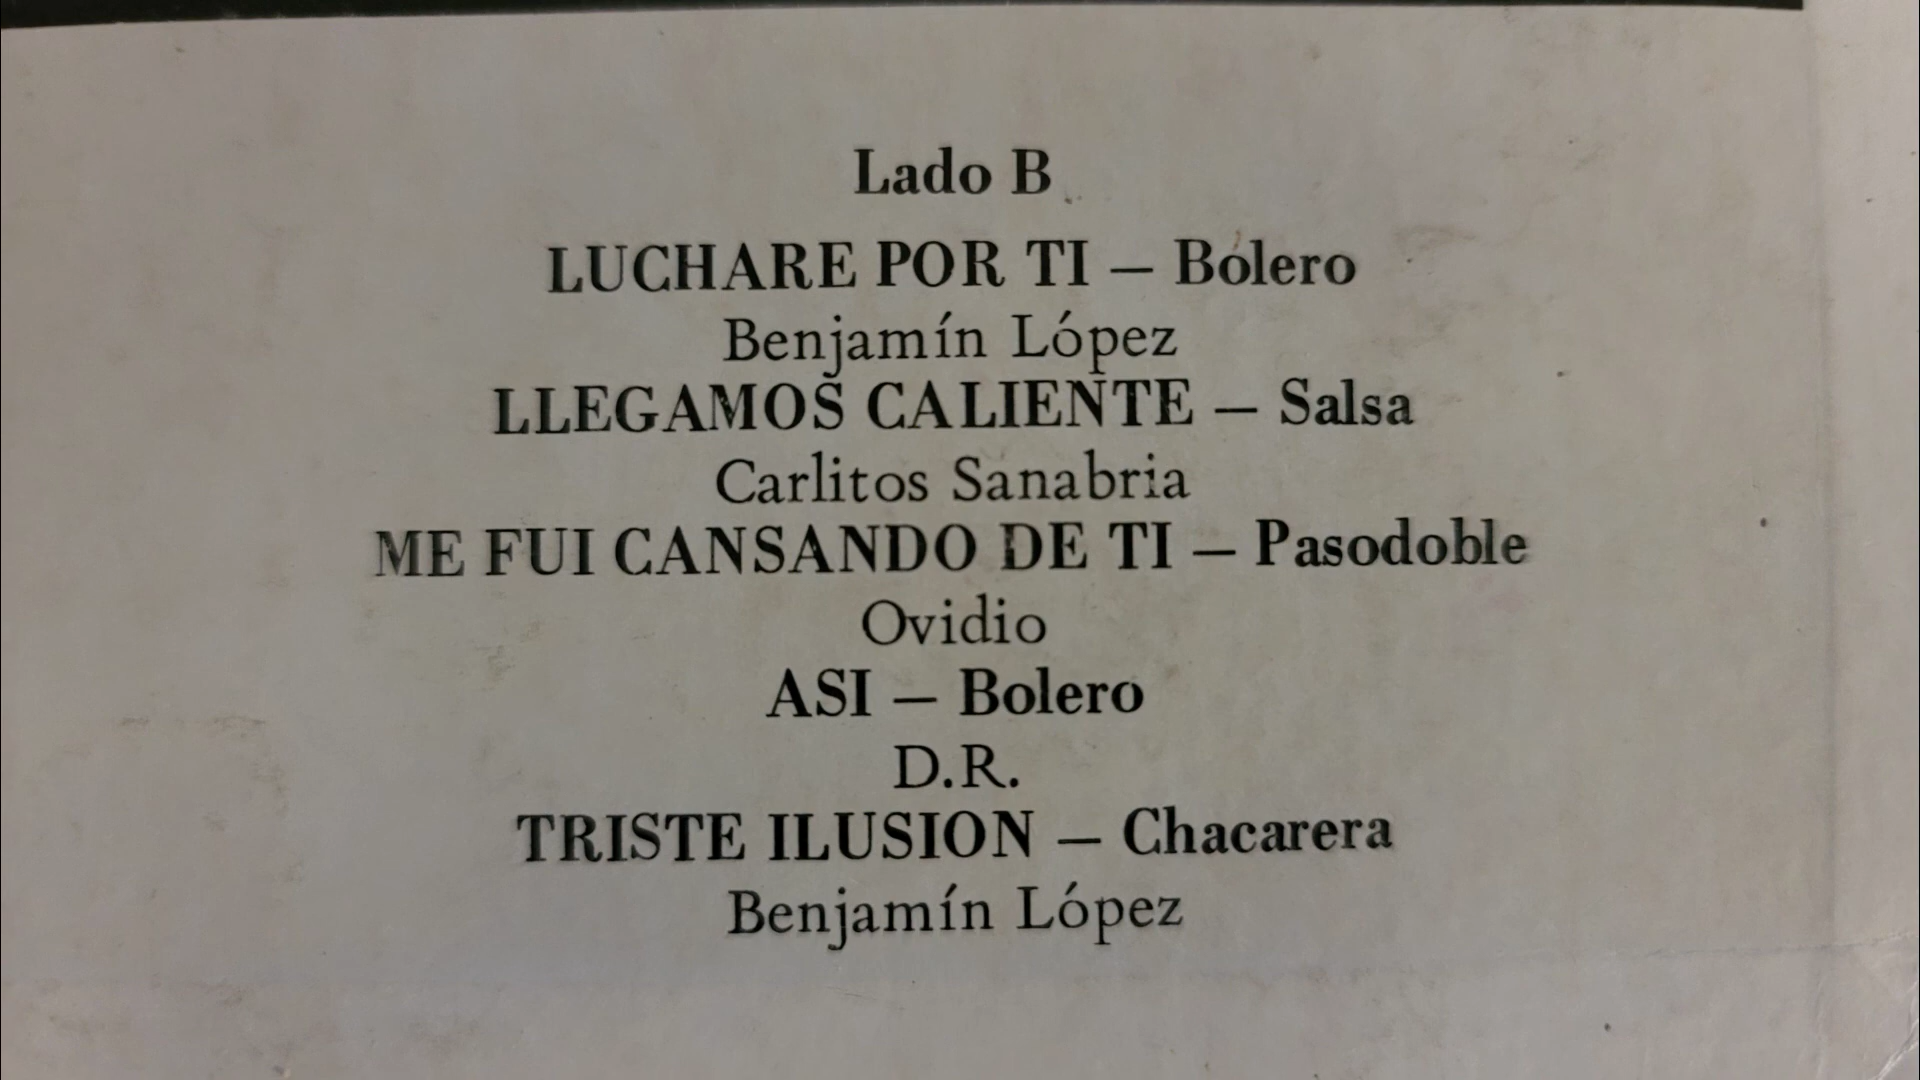 Lado B
LUCHARE POR TI — Bolero
Benjamín López
LLEGAMOS CALIENTE — Salsa
Carlitos Sanabria
ME FUI CANSANDO DE TI — Pasodoble
Ovidio
ASI — Bolero
D.R.
TRISTE ILUSION — Chacarera
Benjamín López